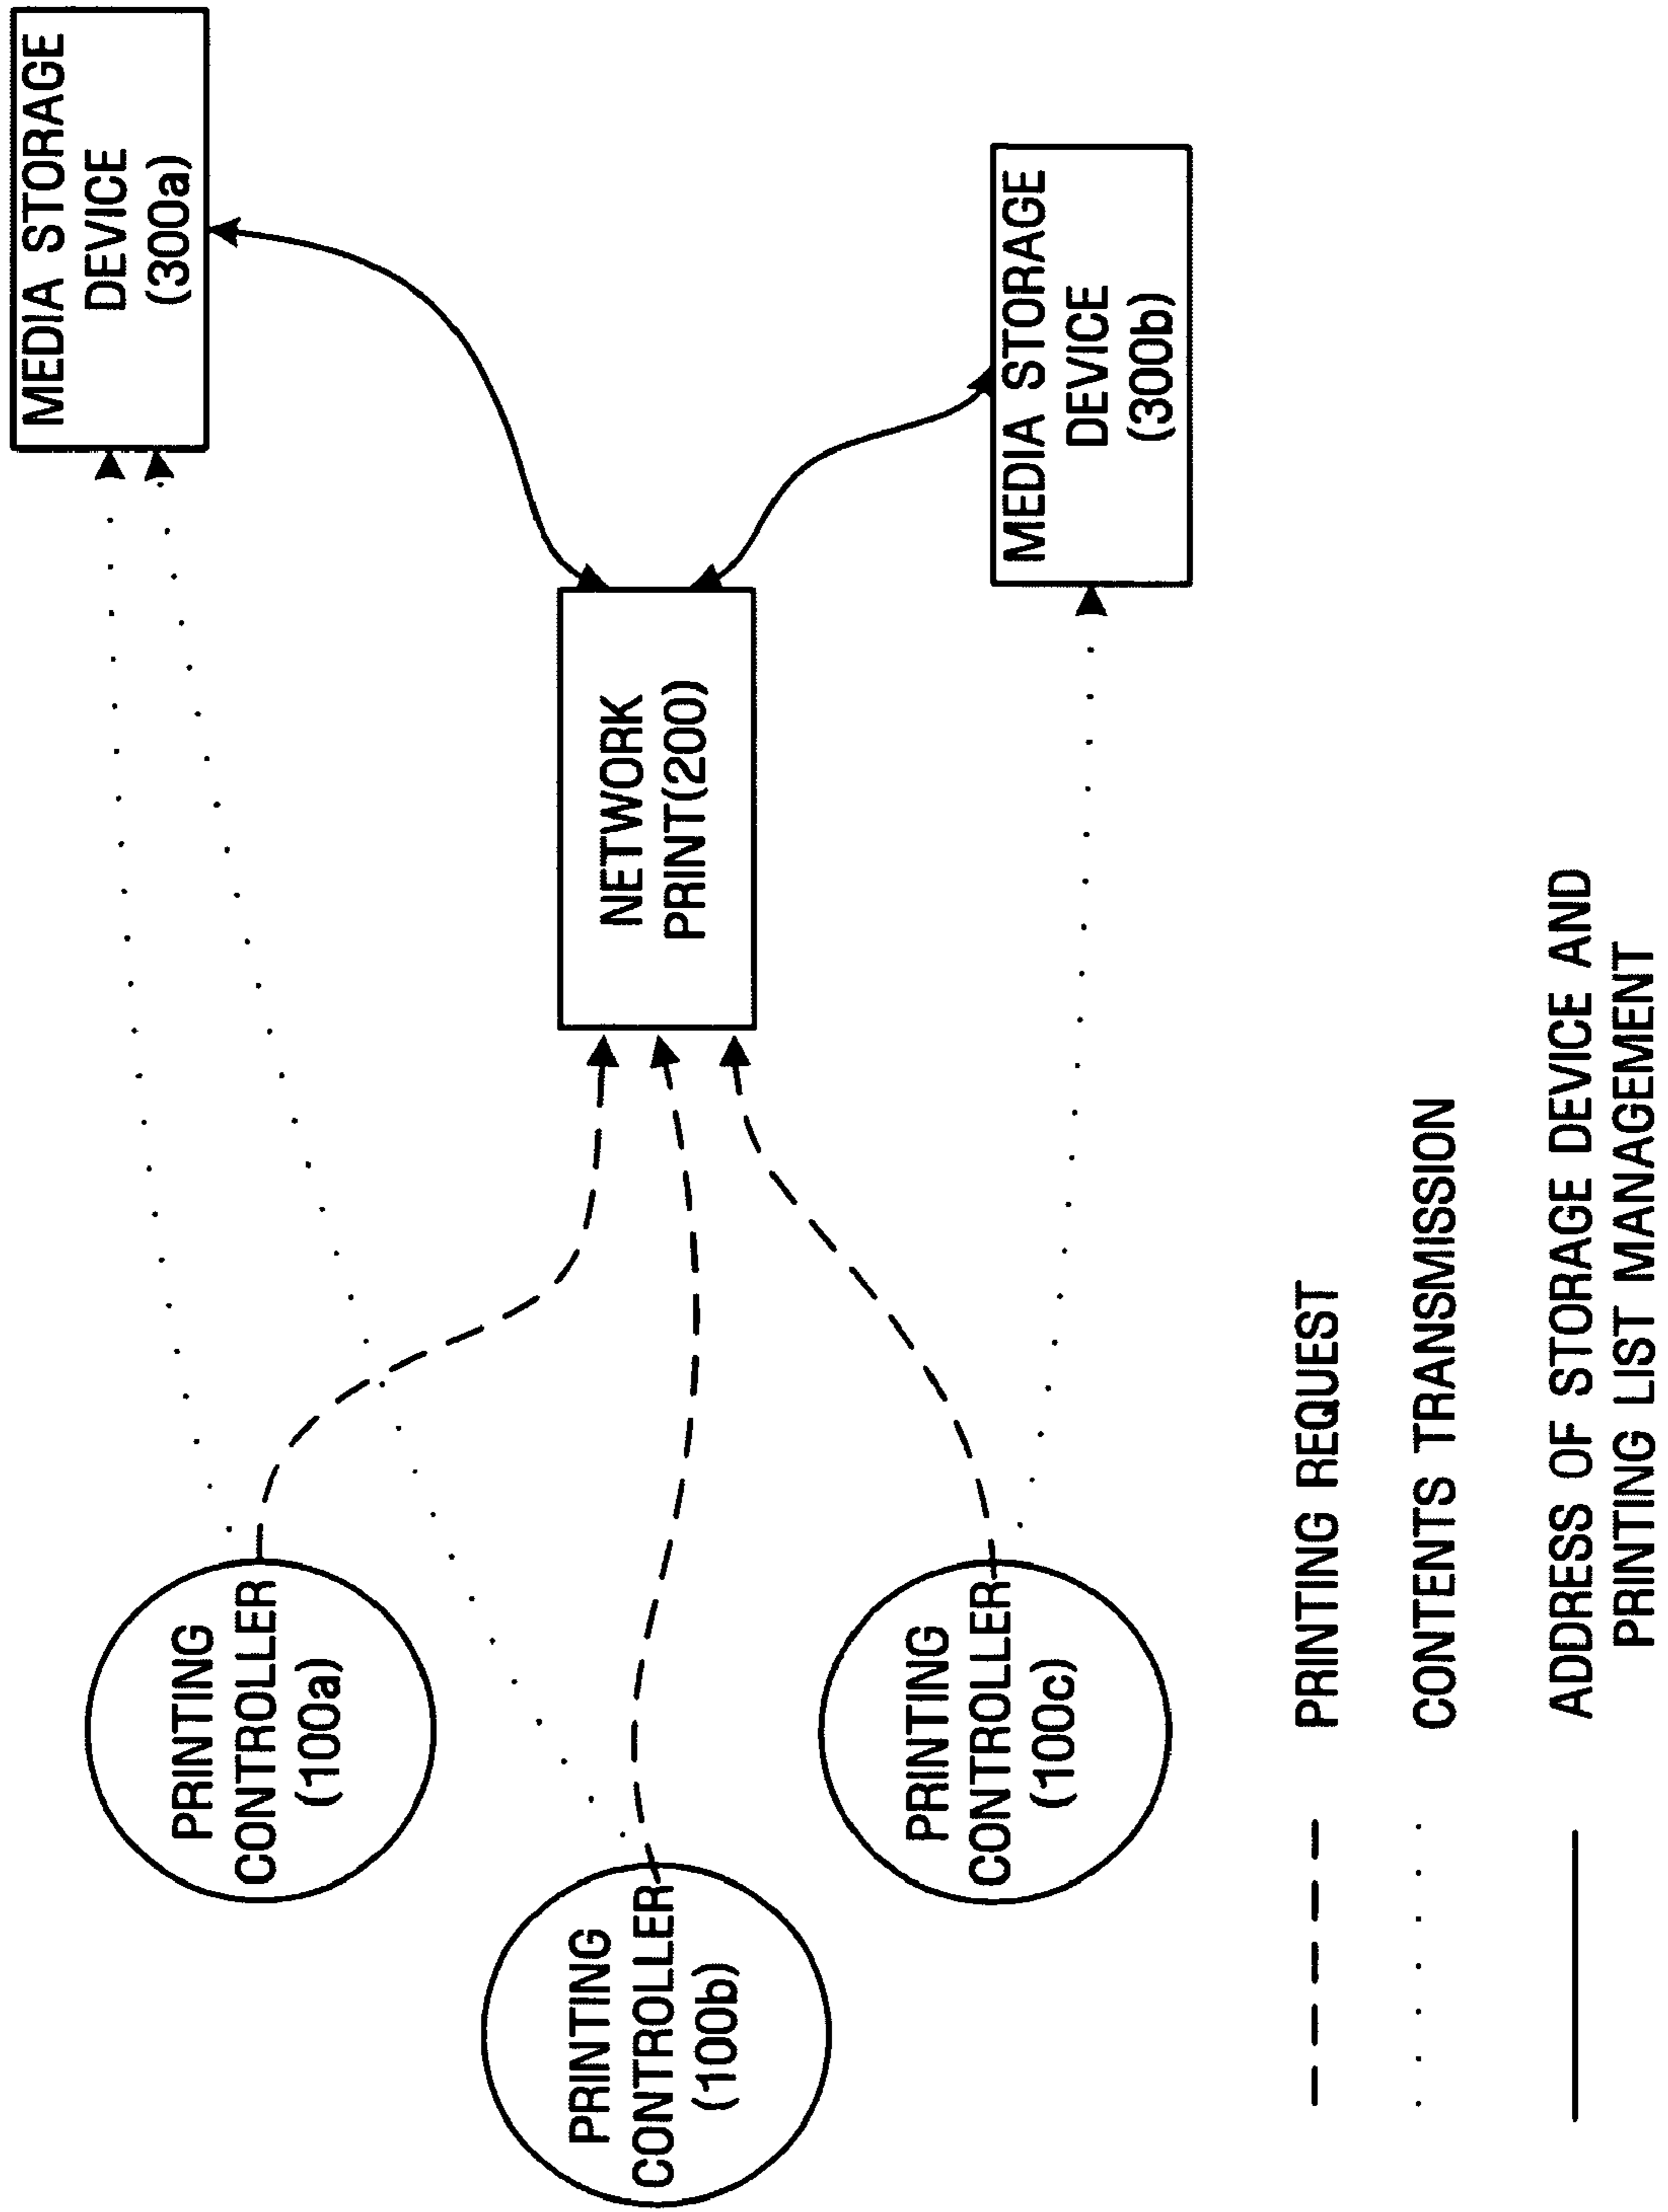 MEDIA STORAGE
DEVICE
(300a)
PRINTING
CONTROLLER
(100a)
NETWORK
PRINT(200)
PRINTING
CONTROLLER
(100b)
MEDIA STORAGE
DEVICE
(300b)
PRINTING
CONTROLLER
(100c)
PRINTING REQUEST
CONTENTS TRANSMISSION
ADDRESS OF STORAGE DEVICE AND
PRINTING LIST MANAGEMENT